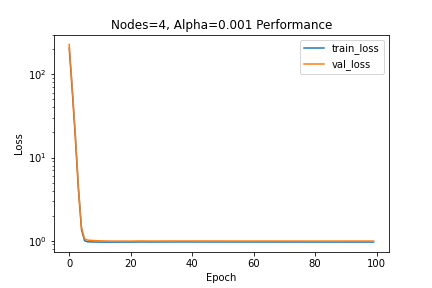 Nodes=4, Alpha=0.001 Performance
train_loss
val_loss
10²
10¹
10⁰
Loss
0 20 40 60 80 100
Epoch